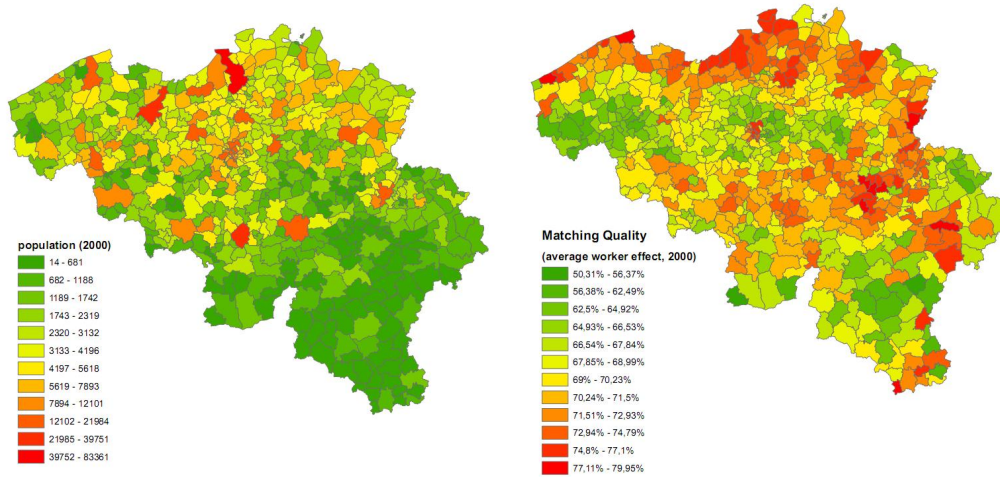 population (2000)
14 - 681
682 - 1188
1189 - 1742
1743 - 2319
2320 - 3132
3133 - 4196
4197 - 5618
5619 - 7893
7894 - 12101
12102 - 21984
21985 - 39751
39752 - 83361
Matching Quality
(average worker effect, 2000)
50,31% - 56,37%
56,38% - 62,49%
62,5% - 64,92%
64,93% - 66,53%
66,54% - 67,84%
67,85% - 68,99%
69% - 70,23%
70,24% - 71,5%
71,51% - 72,93%
72,94% - 74,79%
74,8% - 77,1%
77,11% - 79,95%